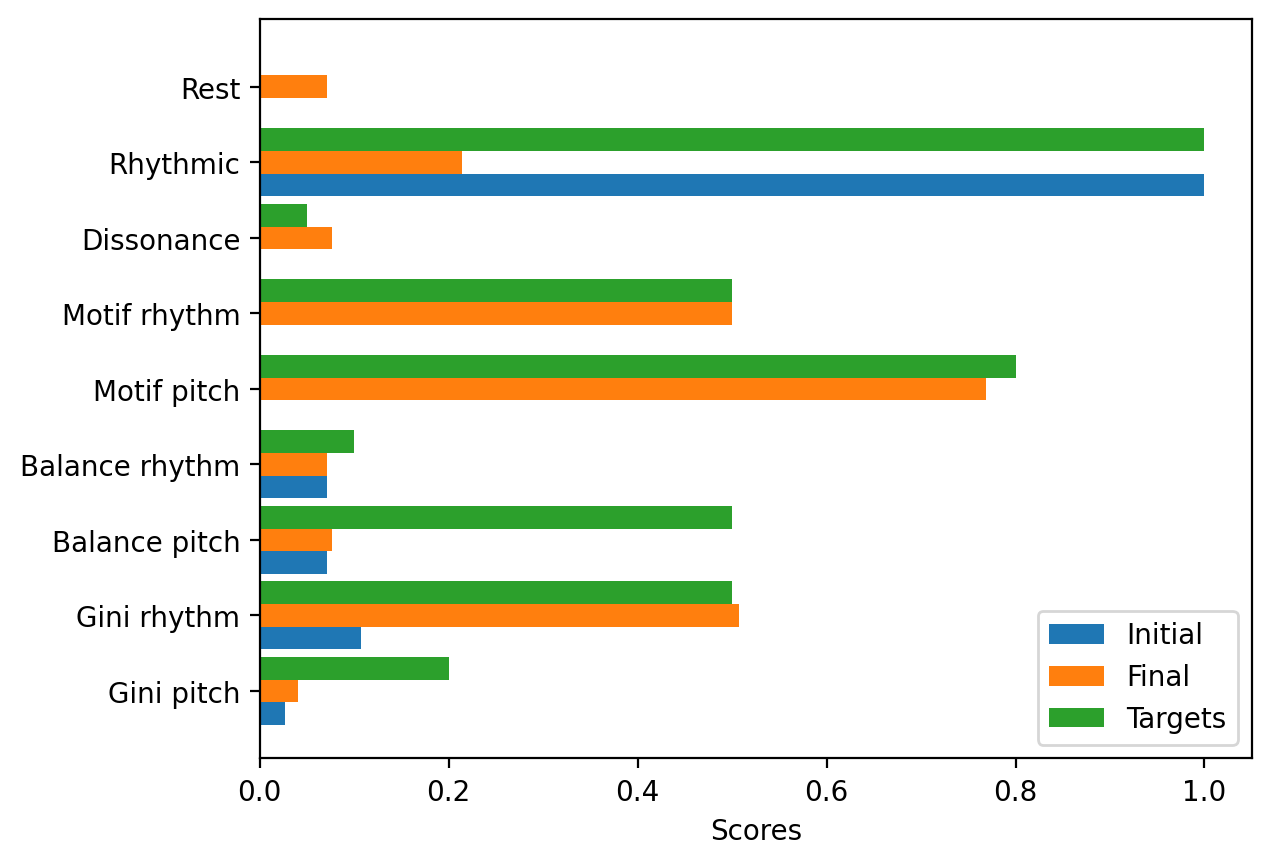 Rest
Rhythmic
Dissonance
Motif rhythm
Motif pitch
Balance rhythm
Balance pitch
Gini rhythm
Gini pitch
Initial
Final
Targets
0.0 0.2 0.4 0.6 0.8 1.0
Scores